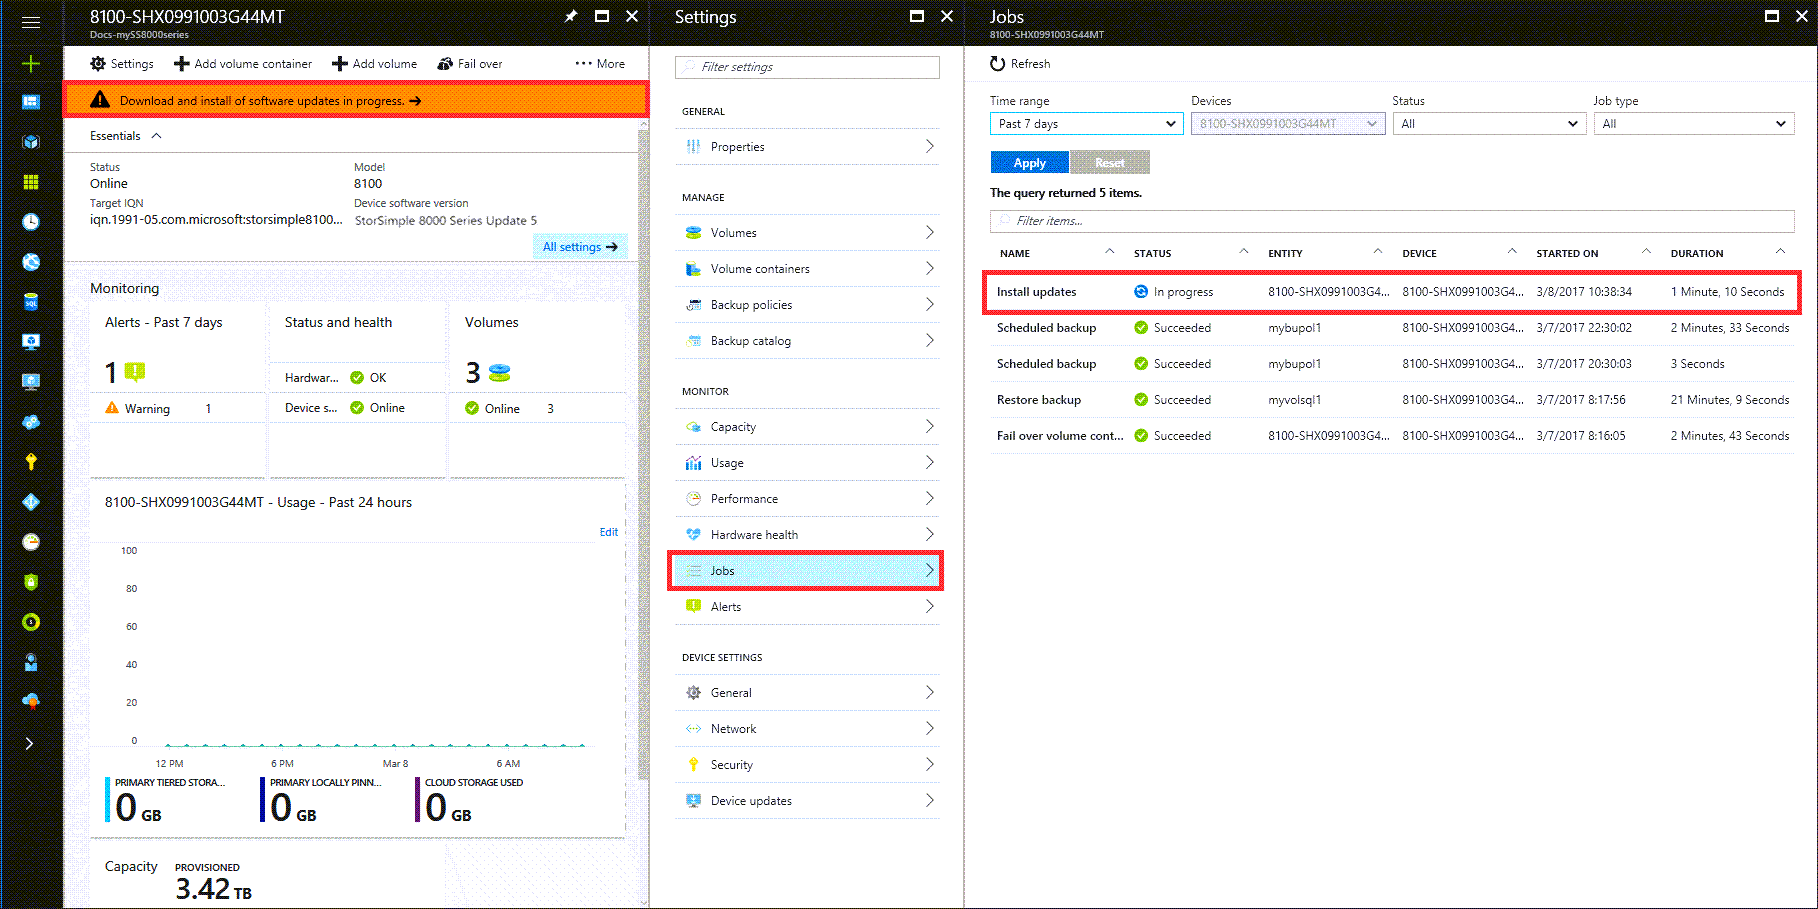 8100-SHX0991003G44MT
Docs-mySS8000series
Settings
Add volume container
Add volume
Fail over
More
Download and install of software updates in progress.
Essentials
Status
Online
Model
8100
Target IQN
iqn.1991-05.com.microsoft:storsimple8100...
Device software version
StorSimple 8000 Series Update 5
All settings
Monitoring
Alerts - Past 7 days
1
Warning 1
Status and health
Hardwar... OK
Device s... Online
Volumes
3
Online 3
8100-SHX0991003G44MT - Usage - Past 24 hours
Edit
100
80
60
40
20
0
12 PM 6 PM Mar 8 6 AM
PRIMARY TIERED STORA...
0 GB
PRIMARY LOCALLY PINN...
0 GB
CLOUD STORAGE USED
0 GB
Capacity
PROVISIONED
3.42 TB
Settings
Filter settings
GENERAL
Properties
MANAGE
Volumes
Volume containers
Backup policies
Backup catalog
MONITOR
Capacity
Usage
Performance
Hardware health
Jobs
Alerts
DEVICE SETTINGS
General
Network
Security
Device updates
Jobs
8100-SHX0991003G44MT
Refresh
Time range Devices Status Job type
Past 7 days 8100-SHX0991003G44MT All All
Apply Reset
The query returned 5 items.
Filter items...
NAME STATUS ENTITY DEVICE STARTED ON DURATION
Install updates In progress 8100-SHX0991003G4... 8100-SHX0991003G4... 3/8/2017 10:38:34 1 Minute, 10 Seconds
Scheduled backup Succeeded mybupol1 8100-SHX0991003G4... 3/7/2017 22:30:02 2 Minutes, 33 Seconds
Scheduled backup Succeeded mybupol1 8100-SHX0991003G4... 3/7/2017 20:30:03 3 Seconds
Restore backup Succeeded myvolsql1 8100-SHX0991003G4... 3/7/2017 8:17:56 21 Minutes, 9 Seconds
Fail over volume cont... Succeeded 8100-SHX0991003G4... 8100-SHX0991003G4... 3/7/2017 8:16:05 2 Minutes, 43 Seconds
SQL